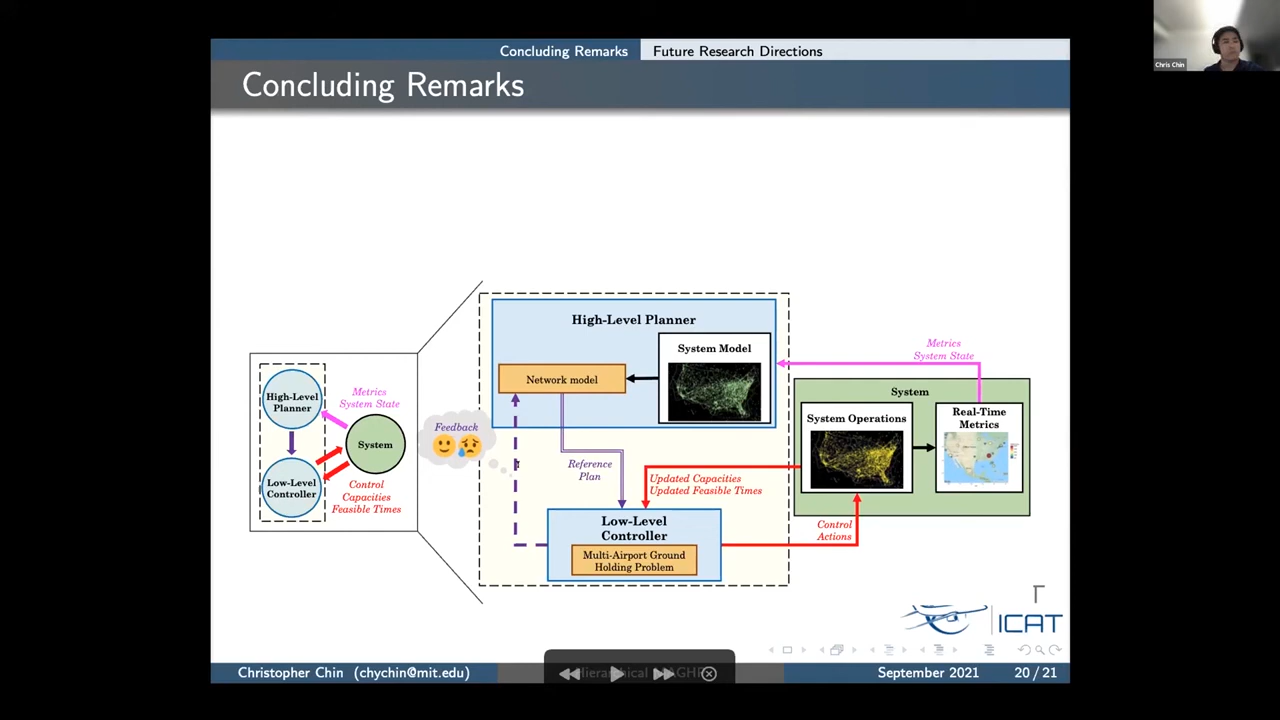 Chris Chin
Concluding Remarks Future Research Directions
Concluding Remarks
High-Level
Planner
Low-Level
Controller
Metrics
System State
System
Control
Capacities
Feasible Times
Feedback
High-Level Planner
System Model
Network model
Reference
Plan
Updated Capacities
Updated Feasible Times
Low-Level
Controller
Multi-Airport Ground
Holding Problem
Metrics
System State
System
System Operations
Real-Time
Metrics
Control
Actions
ICAT
Christopher Chin (chychin@mit.edu)
September 2021
20 / 21